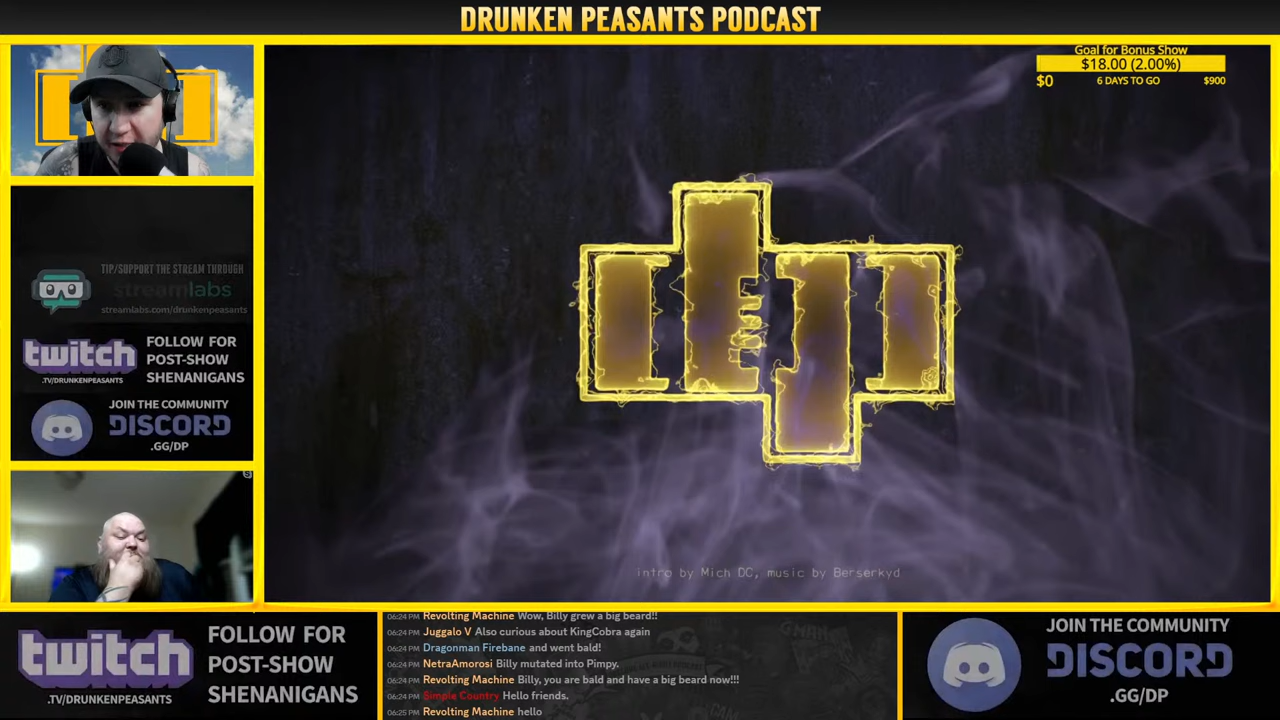 DRUNKEN PEASANTS PODCAST
Goal for Bonus Show
$18.00 (2.00%)
$0 6 DAYS TO GO $900
TIP/SUPPORT THE STREAM THROUGH
streamlabs
streamlabs.com/drunkenpeasants
twitch
.TV/DRUNKENPEASANTS
FOLLOW FOR
POST-SHOW
SHENANIGANS
JOIN THE COMMUNITY
DISCORD
.GG/DP
intro by Mich DC, music by Berserkyd
twitch
.TV/DRUNKENPEASANTS
FOLLOW FOR
POST-SHOW
SHENANIGANS
06:24 PM Revolting Machine Wow, Billy grew a big beard!!
06:24 PM Juggalo V Also curious about KingCobra again
06:24 PM Dragonman Firebane and went bald!
06:24 PM NetraAmorosi Billy mutated into Pimpy.
06:24 PM Revolting Machine Billy, you are bald and have a big beard now!!!
06:24 PM Simple Country Hello friends.
06:25 PM Revolting Machine hello
JOIN THE COMMUNITY
DISCORD
.GG/DP